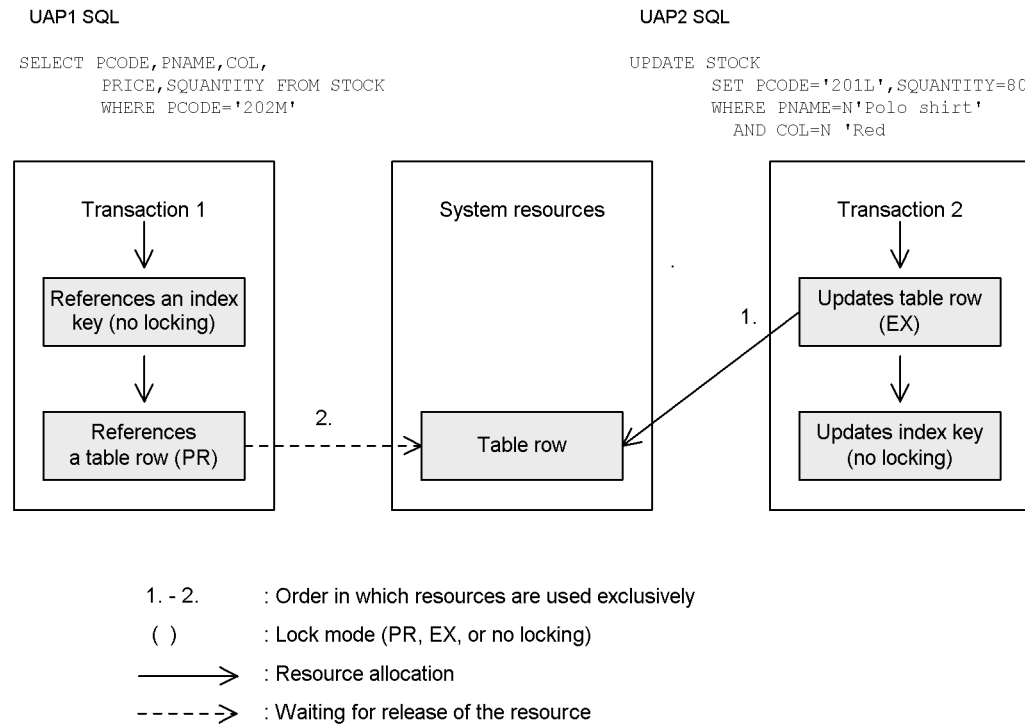 UAP1 SQL
UAP2 SQL
SELECT PCODE,PNAME,COL,
PRICE,SQUANTITY FROM STOCK
WHERE PCODE='202M'
UPDATE STOCK
SET PCODE='201L',SQUANTITY=80
WHERE PNAME=N'Polo shirt'
AND COL=N 'Red
Transaction 1
References an index
key (no locking)
References
a table row (PR)
2.
System resources
Table row
1.
Transaction 2
Updates table row
(EX)
Updates index key
(no locking)
1. - 2. : Order in which resources are used exclusively
( ) : Lock mode (PR, EX, or no locking)
: Resource allocation
: Waiting for release of the resource